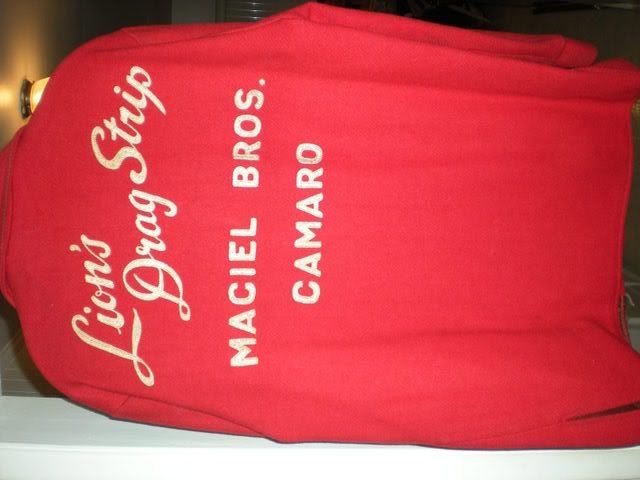 Lion's
Drag Strip
MACIEL BROS.
CAMARO